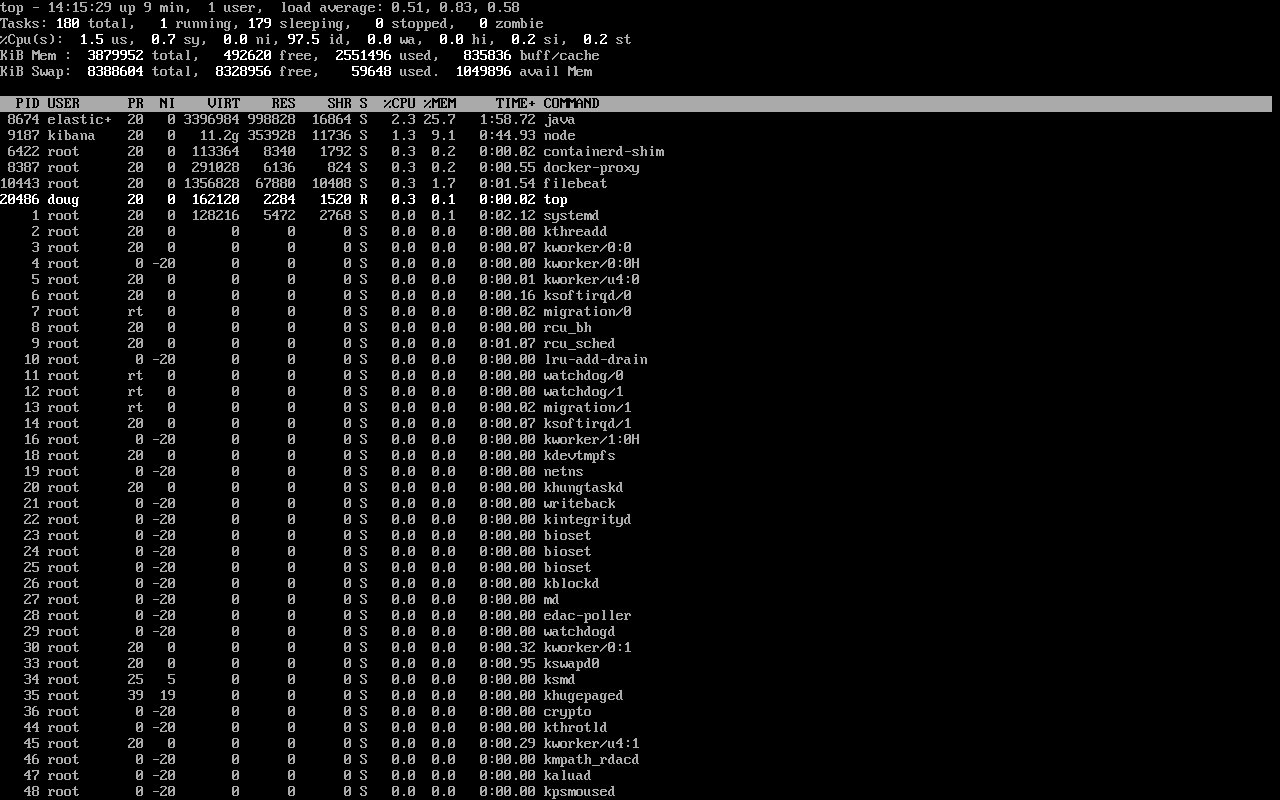 top - 14:15:29 up 9 min,  1 user,  load average: 0.51, 0.83, 0.58
Tasks: 180 total,   1 running, 179 sleeping,   0 stopped,   0 zombie
%Cpu(s):  1.5 us,  0.7 sy,  0.0 ni, 97.5 id,  0.0 wa,  0.0 hi,  0.2 si,  0.2 st
KiB Mem :  3879952 total,   492620 free,  2551496 used,   835836 buff/cache
KiB Swap:  8388604 total,  8328956 free,    59648 used.  1049896 avail Mem
  PID USER      PR  NI    VIRT    RES    SHR S  %CPU %MEM     TIME+ COMMAND
 8674 elastic+  20   0 3396984 998828  16864 S   2.3 25.7   1:58.72 java
 9187 kibana    20   0   11.2g 353928  11736 S   1.3  9.1   0:44.93 node
 6422 root      20   0  113364   8340   1792 S   0.3  0.2   0:00.02 containerd-shim
 8387 root      20   0  291028   6136    824 S   0.3  0.2   0:00.55 docker-proxy
10443 root      20   0 1356828  67880  10408 S   0.3  1.7   0:01.54 filebeat
20486 doug      20   0  162120   2284   1520 R   0.3  0.1   0:00.02 top
    1 root      20   0  128216   5472   2768 S   0.0  0.1   0:02.12 systemd
    2 root      20   0       0      0      0 S   0.0  0.0   0:00.00 kthreadd
    3 root      20   0       0      0      0 S   0.0  0.0   0:00.07 kworker/0:0
    4 root       0 -20       0      0      0 S   0.0  0.0   0:00.00 kworker/0:0H
    5 root      20   0       0      0      0 S   0.0  0.0   0:00.01 kworker/u4:0
    6 root      20   0       0      0      0 S   0.0  0.0   0:00.16 ksoftirqd/0
    7 root      rt   0       0      0      0 S   0.0  0.0   0:00.02 migration/0
    8 root      20   0       0      0      0 S   0.0  0.0   0:00.00 rcu_bh
    9 root      20   0       0      0      0 S   0.0  0.0   0:01.07 rcu_sched
   10 root       0 -20       0      0      0 S   0.0  0.0   0:00.00 lru-add-drain
   11 root      rt   0       0      0      0 S   0.0  0.0   0:00.00 watchdog/0
   12 root      rt   0       0      0      0 S   0.0  0.0   0:00.00 watchdog/1
   13 root      rt   0       0      0      0 S   0.0  0.0   0:00.02 migration/1
   14 root      20   0       0      0      0 S   0.0  0.0   0:00.07 ksoftirqd/1
   16 root       0 -20       0      0      0 S   0.0  0.0   0:00.00 kworker/1:0H
   18 root      20   0       0      0      0 S   0.0  0.0   0:00.00 kdevtmpfs
   19 root       0 -20       0      0      0 S   0.0  0.0   0:00.00 netns
   20 root      20   0       0      0      0 S   0.0  0.0   0:00.00 khungtaskd
   21 root       0 -20       0      0      0 S   0.0  0.0   0:00.00 writeback
   22 root       0 -20       0      0      0 S   0.0  0.0   0:00.00 kintegrityd
   23 root       0 -20       0      0      0 S   0.0  0.0   0:00.00 bioset
   24 root       0 -20       0      0      0 S   0.0  0.0   0:00.00 bioset
   25 root       0 -20       0      0      0 S   0.0  0.0   0:00.00 bioset
   26 root       0 -20       0      0      0 S   0.0  0.0   0:00.00 kblockd
   27 root       0 -20       0      0      0 S   0.0  0.0   0:00.00 md
   28 root       0 -20       0      0      0 S   0.0  0.0   0:00.00 edac-poller
   29 root       0 -20       0      0      0 S   0.0  0.0   0:00.00 watchdogd
   30 root      20   0       0      0      0 S   0.0  0.0   0:00.32 kworker/0:1
   33 root      20   0       0      0      0 S   0.0  0.0   0:00.95 kswapd0
   34 root      25   5       0      0      0 S   0.0  0.0   0:00.00 ksmd
   35 root      39  19       0      0      0 S   0.0  0.0   0:00.00 khugepaged
   36 root       0 -20       0      0      0 S   0.0  0.0   0:00.00 crypto
   44 root       0 -20       0      0      0 S   0.0  0.0   0:00.00 kthrotld
   45 root      20   0       0      0      0 S   0.0  0.0   0:00.29 kworker/u4:1
   46 root       0 -20       0      0      0 S   0.0  0.0   0:00.00 kmpath_rdacd
   47 root       0 -20       0      0      0 S   0.0  0.0   0:00.00 kaluad
   48 root       0 -20       0      0      0 S   0.0  0.0   0:00.00 kpsmoused